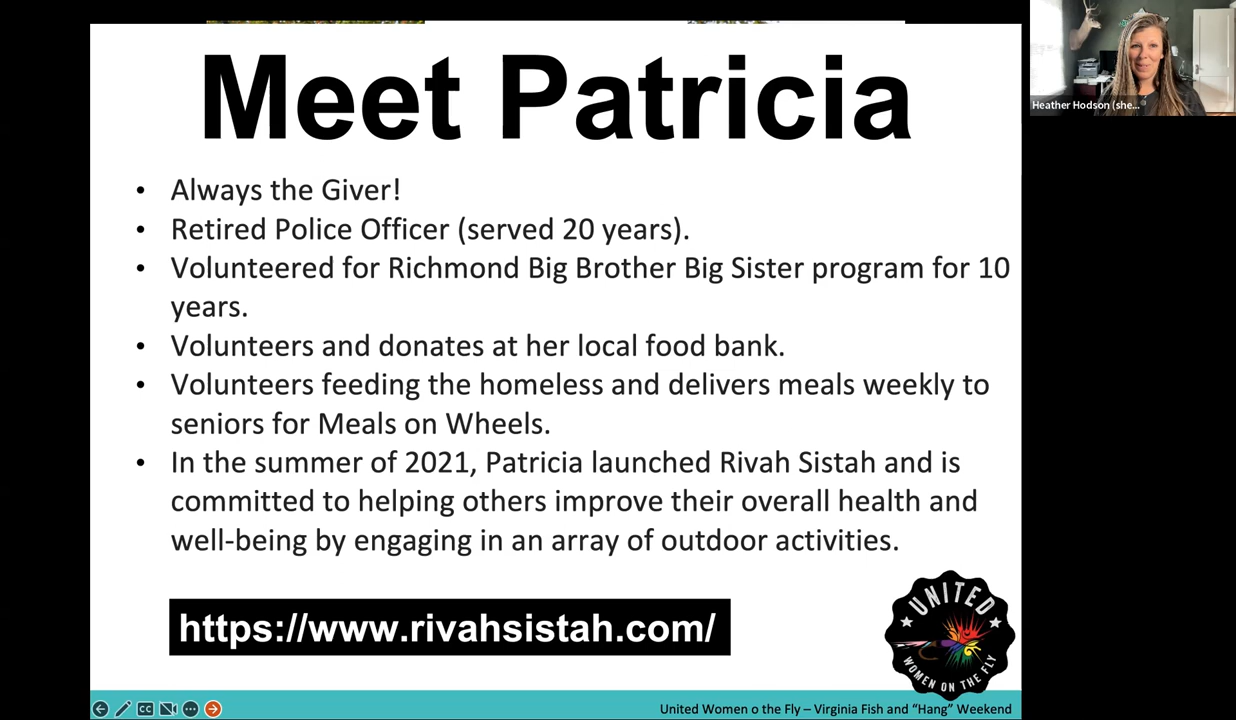 Meet Patricia
Heather Hodson (she...
• Always the Giver!
• Retired Police Officer (served 20 years).
• Volunteered for Richmond Big Brother Big Sister program for 10
years.
• Volunteers and donates at her local food bank.
• Volunteers feeding the homeless and delivers meals weekly to
seniors for Meals on Wheels.
• In the summer of 2021, Patricia launched Rivah Sistah and is
committed to helping others improve their overall health and
well-being by engaging in an array of outdoor activities.
https://www.rivahsistah.com/
UNITED
WOMEN ON THE FLY
CC
United Women o the Fly – Virginia Fish and “Hang” Weekend